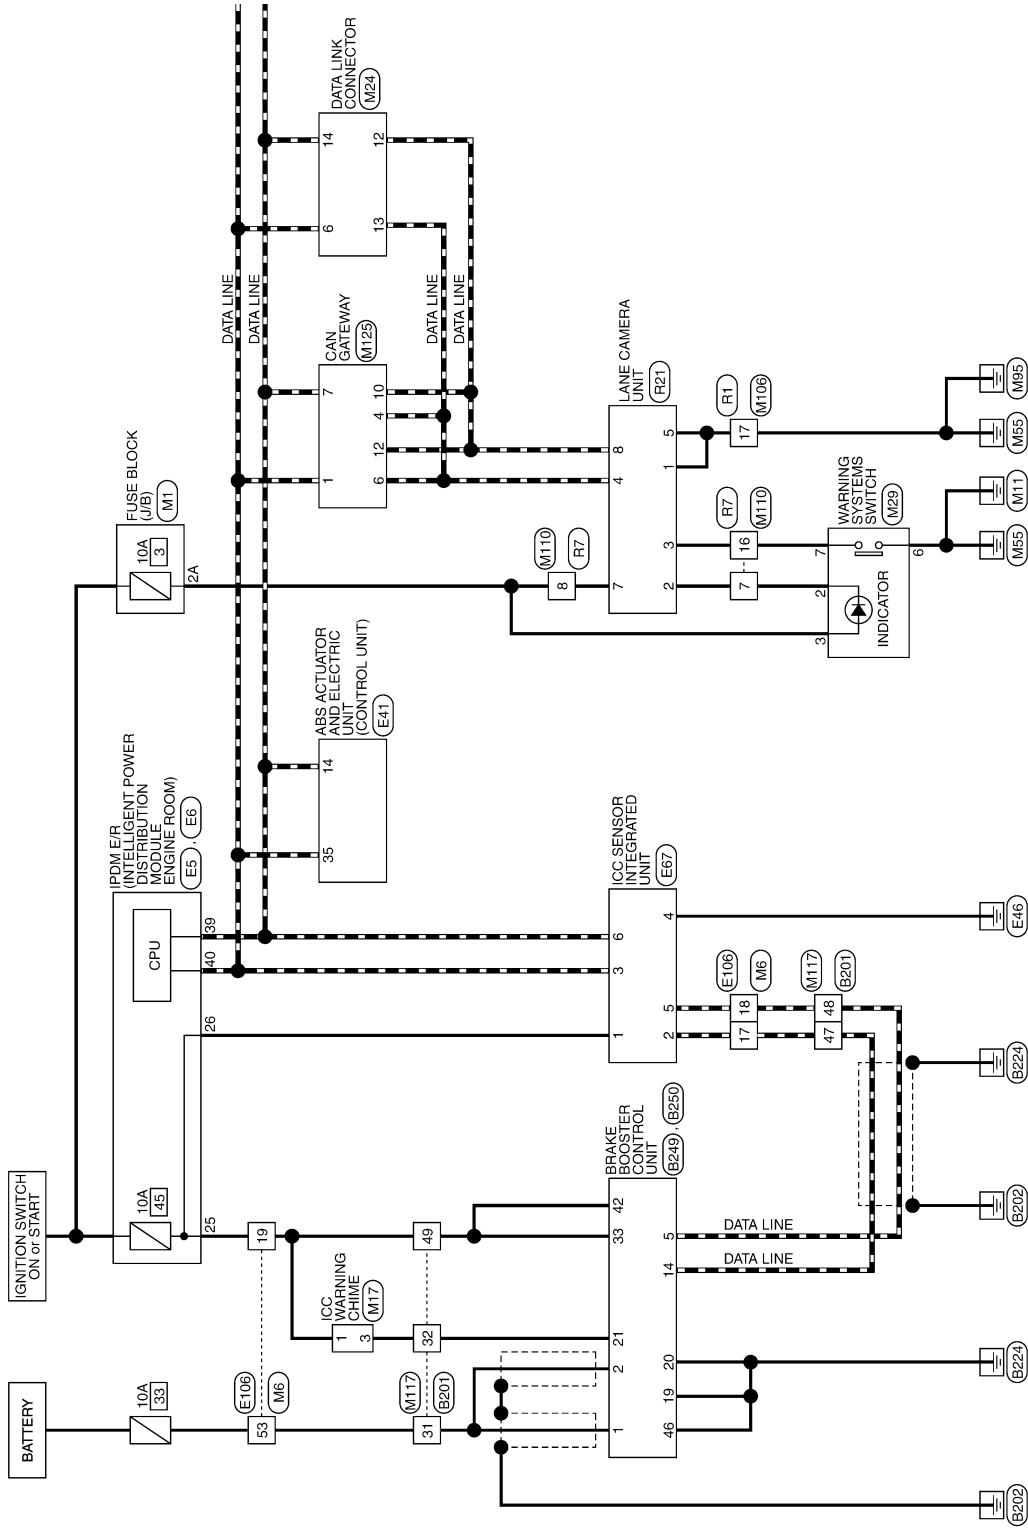 BATTERY
IGNITION SWITCH
ON or START
10A
33
10A
45
IPDM E/R
(INTELLIGENT POWER
DISTRIBUTION
MODULE
ENGINE ROOM)
E5 , E6
CPU
25
26
40
39
FUSE BLOCK
(J/B)
M1
10A
3
2A
DATA LINE
DATA LINE
E106
M6
53
19
M117
B201
31
32
49
ICC
WARNING
CHIME
M17
1
3
ABS ACTUATOR
AND ELECTRIC
UNIT
(CONTROL UNIT)
E41
35
14
CAN
GATEWAY
M125
1
7
6
12
4
10
DATA LINK
CONNECTOR
M24
6
14
13
12
DATA LINE
DATA LINE
M110
R7
8
BRAKE
BOOSTER
CONTROL
UNIT
B249 , B250
1
2
21
33
42
46
19
20
14
5
DATA LINE
DATA LINE
ICC SENSOR
INTEGRATED
UNIT
E67
1
3
6
2
5
4
E106
M6
17
18
M117
B201
47
48
LANE CAMERA
UNIT
R21
7
4
8
2
3
1
5
R7
M110
7
16
R1
M106
17
WARNING
SYSTEMS
SWITCH
M29
3
2
7
6
INDICATOR
B202
B224
B202
B224
E46
M55
M11
M55
M95